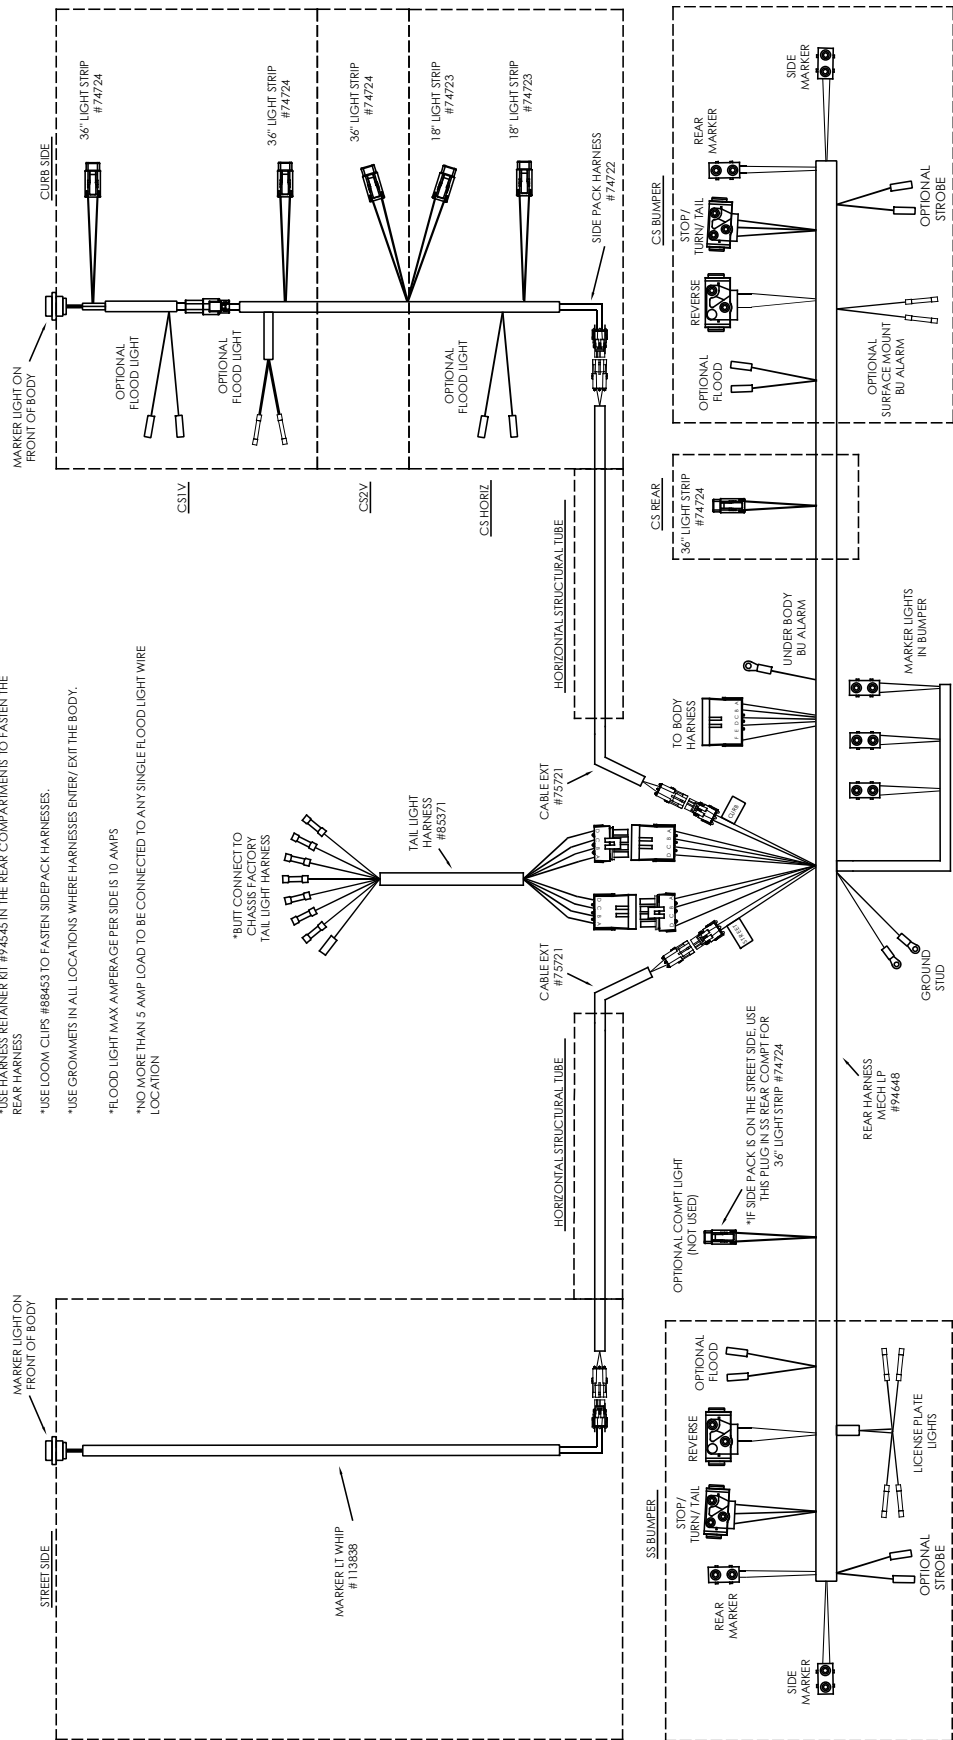 *USE HARNESS RETAINER KIT #94545 IN THE REAR COMPARTMENTS TO FASTEN THE
REAR HARNESS
*USE LOOM CLIPS #88453 TO FASTEN SIDEPACK HARNESSES.
*USE GROMMETS IN ALL LOCATIONS WHERE HARNESSES ENTER/ EXIT THE BODY.
*FLOOD LIGHT MAX AMPERAGE PER SIDE IS 10 AMPS
*NO MORE THAN 5 AMP LOAD TO BE CONNECTED TO ANY SINGLE FLOOD LIGHT WIRE
LOCATION
STREET SIDE
MARKER LIGHT ON
FRONT OF BODY
MARKER LT WHIP
#113838
HORIZONTAL STRUCTURAL TUBE
CABLE EXT
#75721
STREET
*BUTT CONNECT TO
CHASSIS FACTORY
TAIL LIGHT HARNESS
TAIL LIGHT
HARNESS
#85371
D C B A
D C B A
D C B A
D C B A
CABLE EXT
#75721
CURB
HORIZONTAL STRUCTURAL TUBE
MARKER LIGHT ON
FRONT OF BODY
CURB SIDE
CS1V
CS2V
CS HORIZ
OPTIONAL
FLOOD LIGHT
OPTIONAL
FLOOD LIGHT
OPTIONAL
FLOOD LIGHT
36" LIGHT STRIP
#74724
36" LIGHT STRIP
#74724
36" LIGHT STRIP
#74724
18" LIGHT STRIP
#74723
18" LIGHT STRIP
#74723
SIDE PACK HARNESS
#74722
SS BUMPER
SIDE
MARKER
REAR
MARKER
STOP/
TURN/ TAIL
REVERSE
OPTIONAL
FLOOD
OPTIONAL
STROBE
LICENSE PLATE
LIGHTS
OPTIONAL COMPT LIGHT
(NOT USED)
*IF SIDE PACK IS ON THE STREET SIDE, USE
THIS PLUG IN SS REAR COMPT FOR
36" LIGHT STRIP #74724
REAR HARNESS
MECH LP
#94648
GROUND
STUD
TO BODY
HARNESS
F E D C B A
UNDER BODY
BU ALARM
MARKER LIGHTS
IN BUMPER
CS REAR
36" LIGHT STRIP
#74724
CS BUMPER
OPTIONAL
FLOOD
REVERSE
STOP/
TURN/ TAIL
REAR
MARKER
SIDE
MARKER
OPTIONAL
SURFACE MOUNT
BU ALARM
OPTIONAL
STROBE